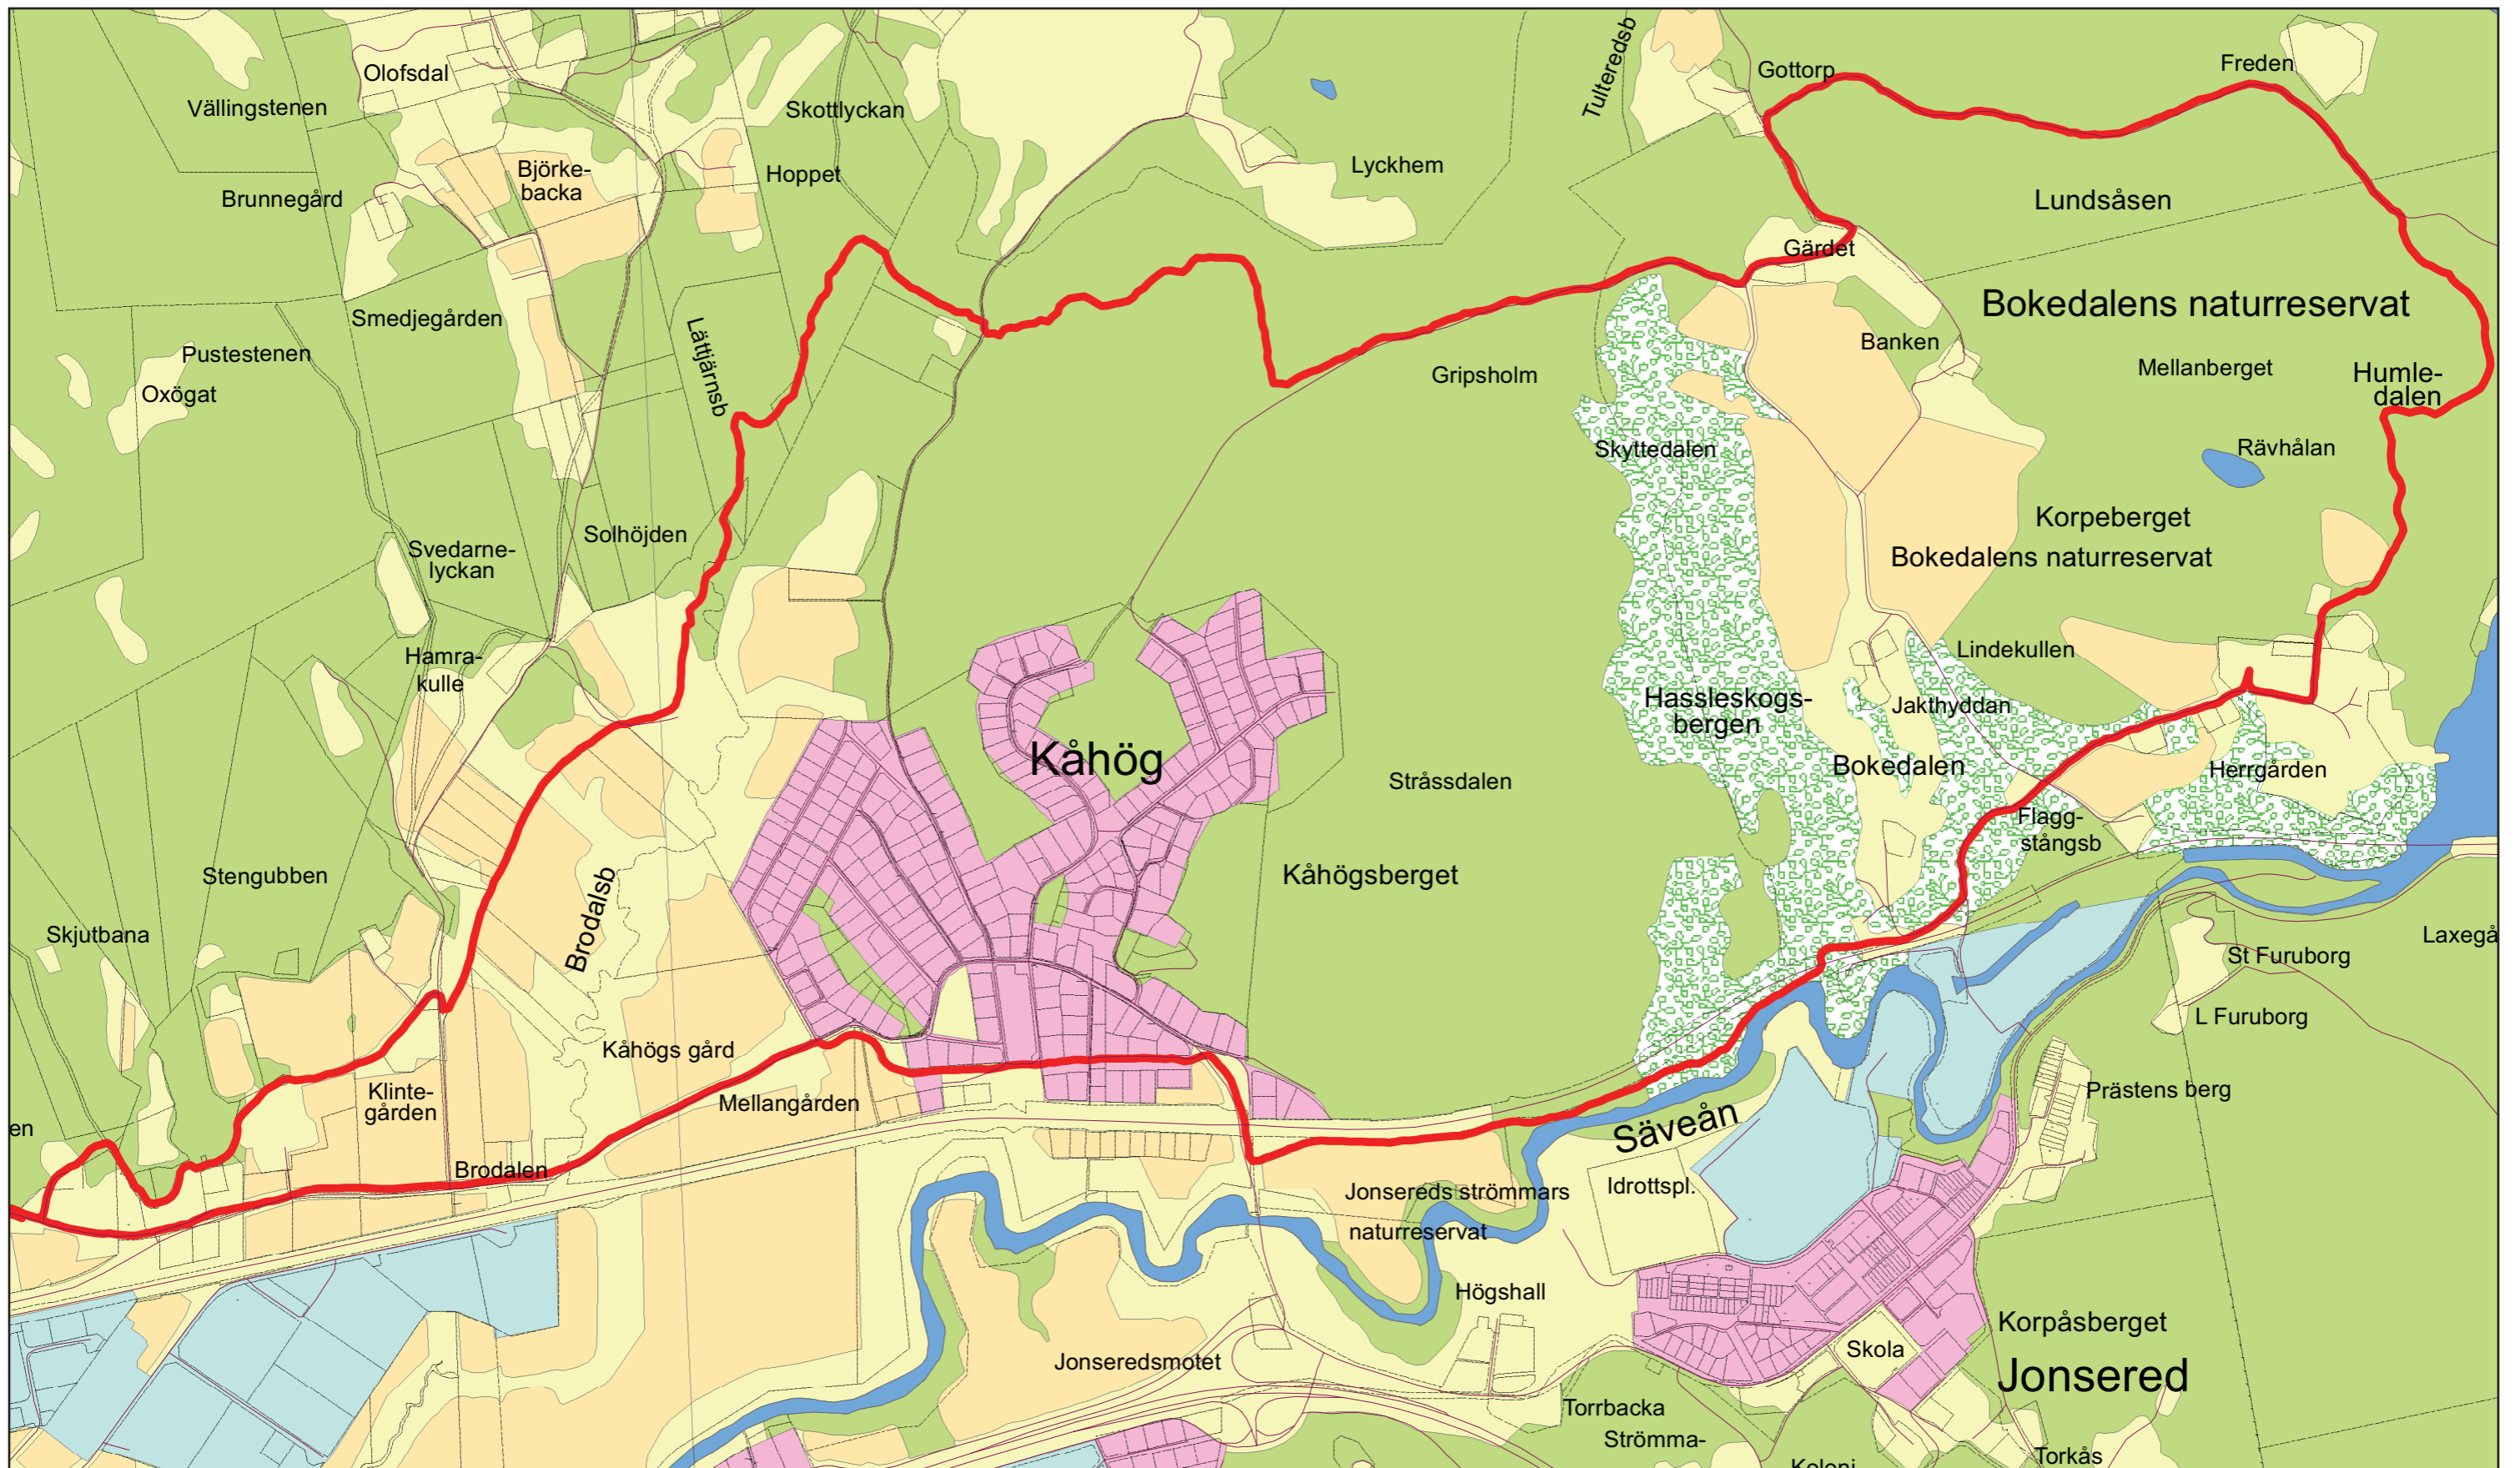 Olofsdal
Vällingstenen
Skottlyckan
Tulteredsb
Gottorp
Freden
Björke-
backa
Hoppet
Lyckhem
Brunnegård
Lundsåsen
Gärdet
Bokedalens naturreservat
Smedjegården
Lättjärnsb
Pustestenen
Oxögat
Gripsholm
Banken
Mellanberget
Humle-
dalen
Skyttedalen
Rävhålan
Solhöjden
Svedarne-
lyckan
Korpeberget
Bokedalens naturreservat
Hamra-
kulle
Lindekullen
Hassleskogs-
bergen
Jakthyddan
Kåhög
Stråssdalen
Bokedalen
Herrgården
Flagg-
stångsb
Stengubben
Kåhögsberget
Brodalsb
Skjutbana
Laxegå
St Furuborg
L Furuborg
Kåhögs gård
Klinte-
gården
Mellangården
Prästens berg
en
Säveån
Brodalen
Jonsereds strömmars
naturreservat
Idrottspl.
Högshall
Korpåsberget
Jonseredsmotet
Skola
Jonsered
Torrbacka
Strömma-
Torkås
Koloni